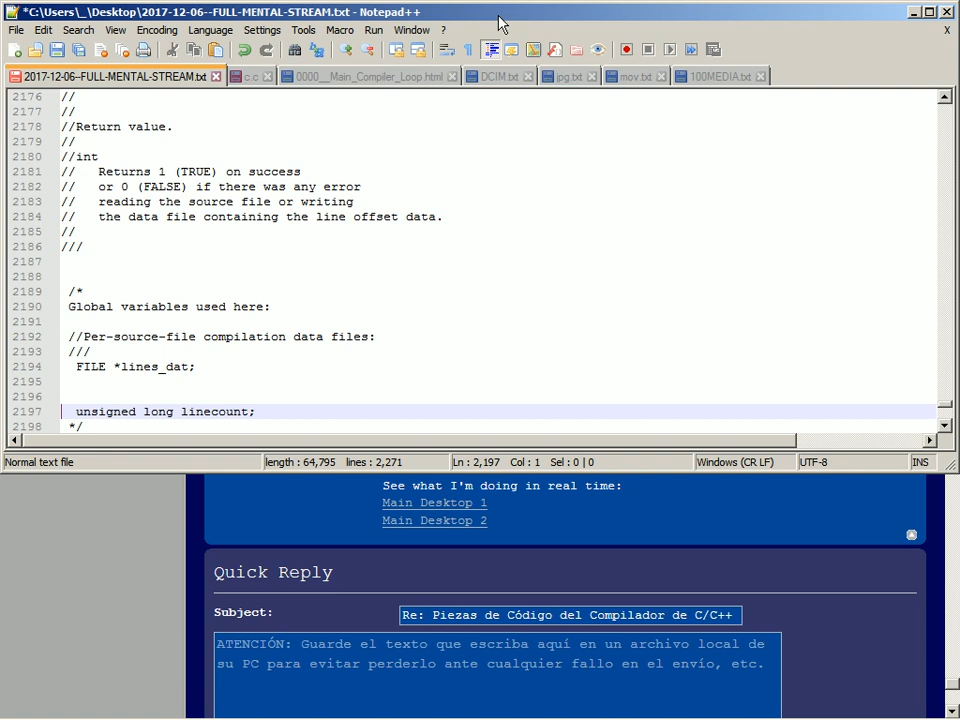 *C:\Users\_\Desktop\2017-12-06--FULL-MENTAL-STREAM.txt - Notepad++
File Edit Search View Encoding Language Settings Tools Macro Run Window ? X
2017-12-06--FULL-MENTAL-STREAM.txt c.c 0000__Main_Compiler_Loop.html DCIM.txt jpg.txt mov.txt 100MEDIA.txt
2176 //
2177 //
2178 //Return value.
2179 //
2180 //int
2181 // Returns 1 (TRUE) on success
2182 // or 0 (FALSE) if there was any error
2183 // reading the source file or writing
2184 // the data file containing the line offset data.
2185 //
2186 ///
2187
2188
2189 /*
2190 Global variables used here:
2191
2192 //Per-source-file compilation data files:
2193 ///
2194 FILE *lines_dat;
2195
2196
2197 unsigned long linecount;
2198 */
Normal text file length : 64,795 lines : 2,271 Ln : 2,197 Col : 1 Sel : 0 | 0 Windows (CR LF) UTF-8 INS
See what I'm doing in real time:
Main Desktop 1
Main Desktop 2
Quick Reply
Subject: Re: Piezas de Código del Compilador de C/C++
ATENCIÓN: Guarde el texto que escriba aquí en un archivo local de
su PC para evitar perderlo ante cualquier fallo en el envío, etc.